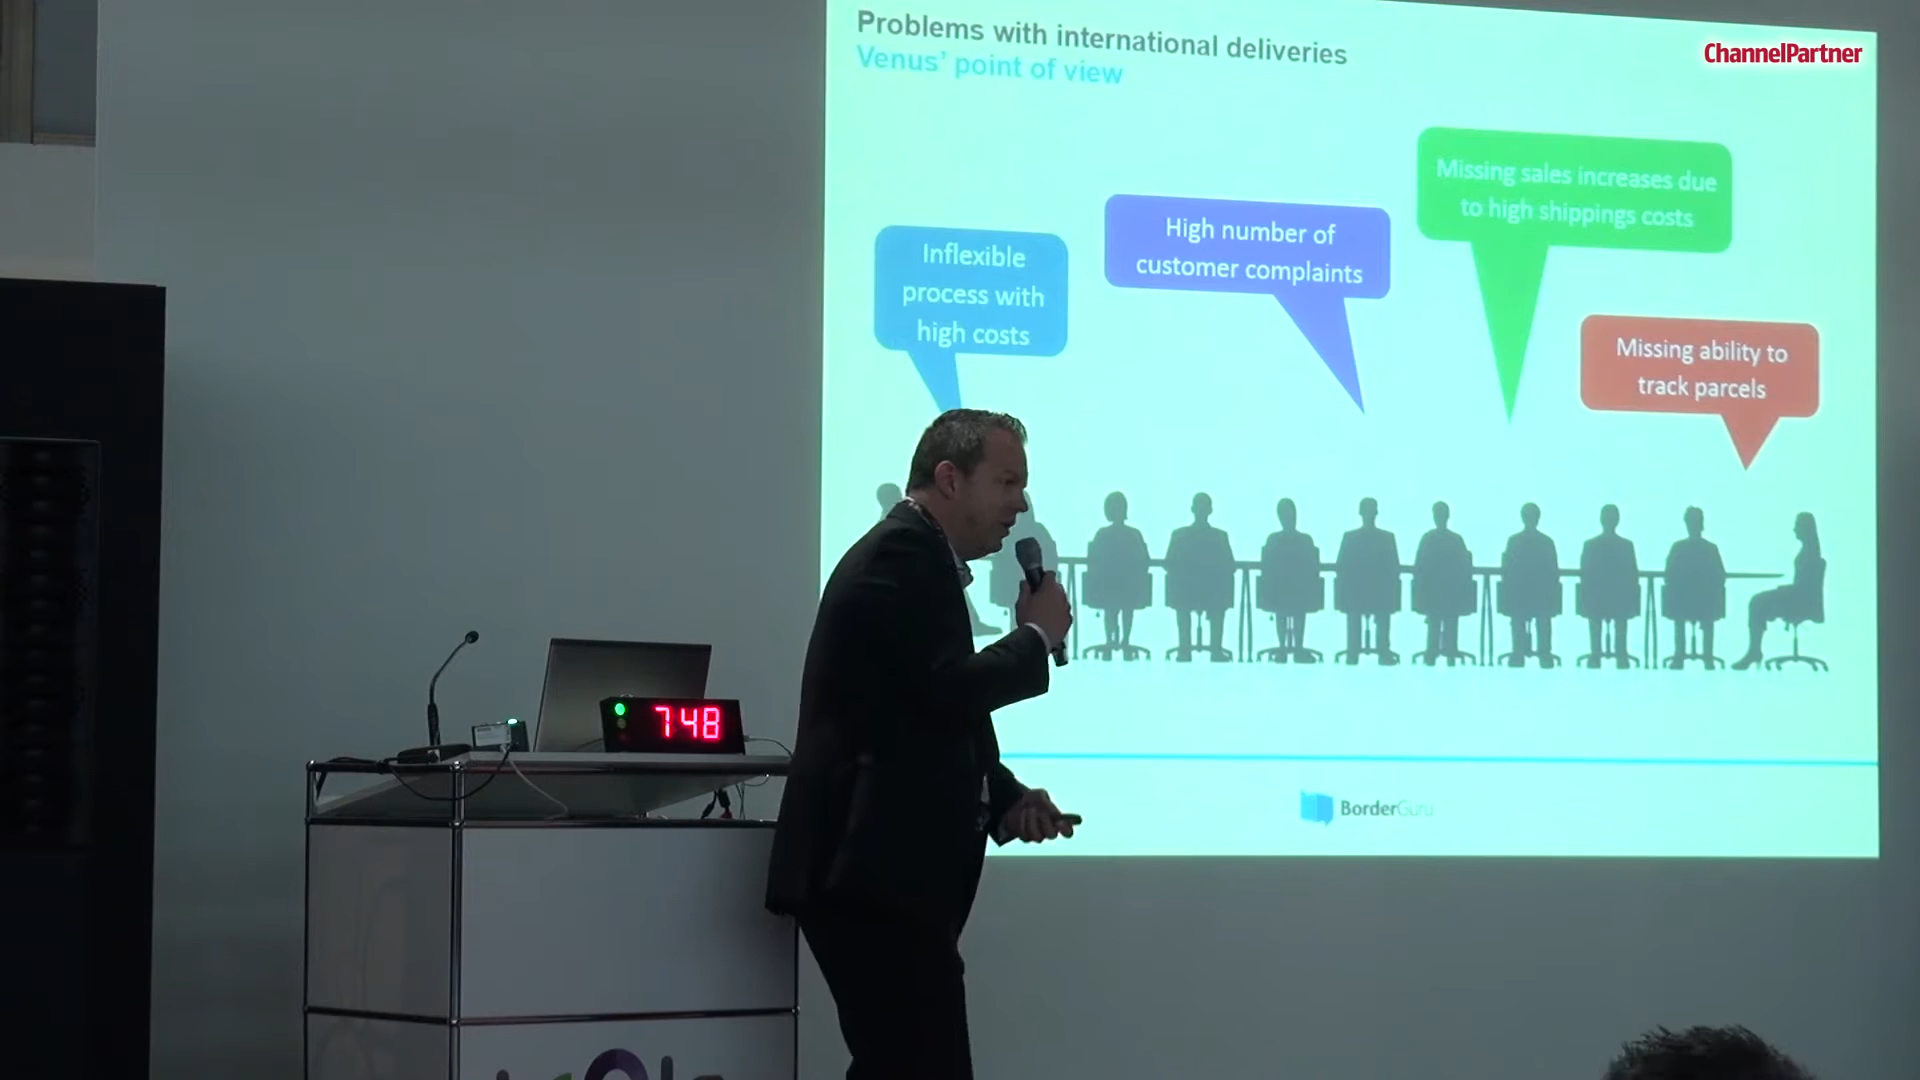 Problems with international deliveries
Venus' point of view
ChannelPartner
Inflexible
process with
high costs
High number of
customer complaints
Missing sales increases due
to high shippings costs
Missing ability to
track parcels
748
BorderGuru